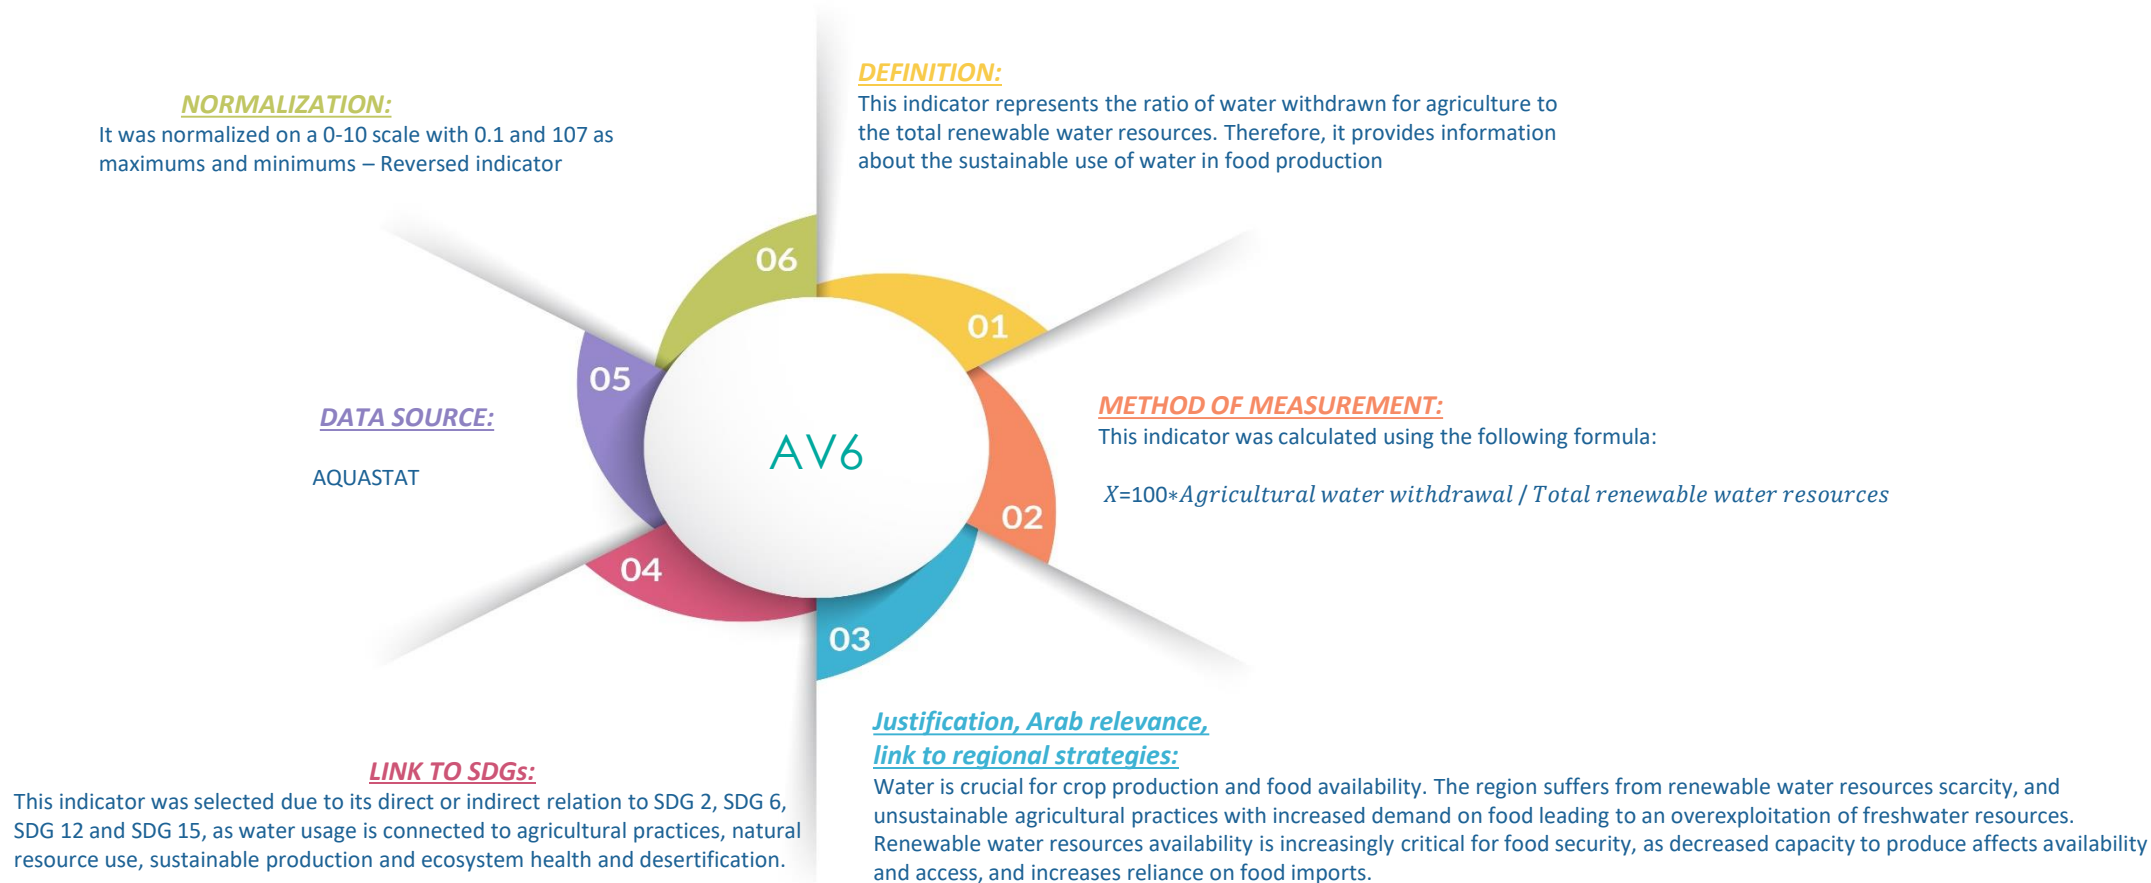 DEFINITION:
This indicator represents the ratio of water withdrawn for agriculture to
the total renewable water resources. Therefore, it provides information
about the sustainable use of water in food production
01
METHOD OF MEASUREMENT:
This indicator was calculated using the following formula:
X=100*Agricultural water withdrawal / Total renewable water resources
02
Justification, Arab relevance,
link to regional strategies:
Water is crucial for crop production and food availability. The region suffers from renewable water resources scarcity, and
unsustainable agricultural practices with increased demand on food leading to an overexploitation of freshwater resources.
Renewable water resources availability is increasingly critical for food security, as decreased capacity to produce affects availability
and access, and increases reliance on food imports.
03
LINK TO SDGs:
This indicator was selected due to its direct or indirect relation to SDG 2, SDG 6,
SDG 12 and SDG 15, as water usage is connected to agricultural practices, natural
resource use, sustainable production and ecosystem health and desertification.
04
DATA SOURCE:
AQUASTAT
05
NORMALIZATION:
It was normalized on a 0-10 scale with 0.1 and 107 as
maximums and minimums – Reversed indicator
06
AV6